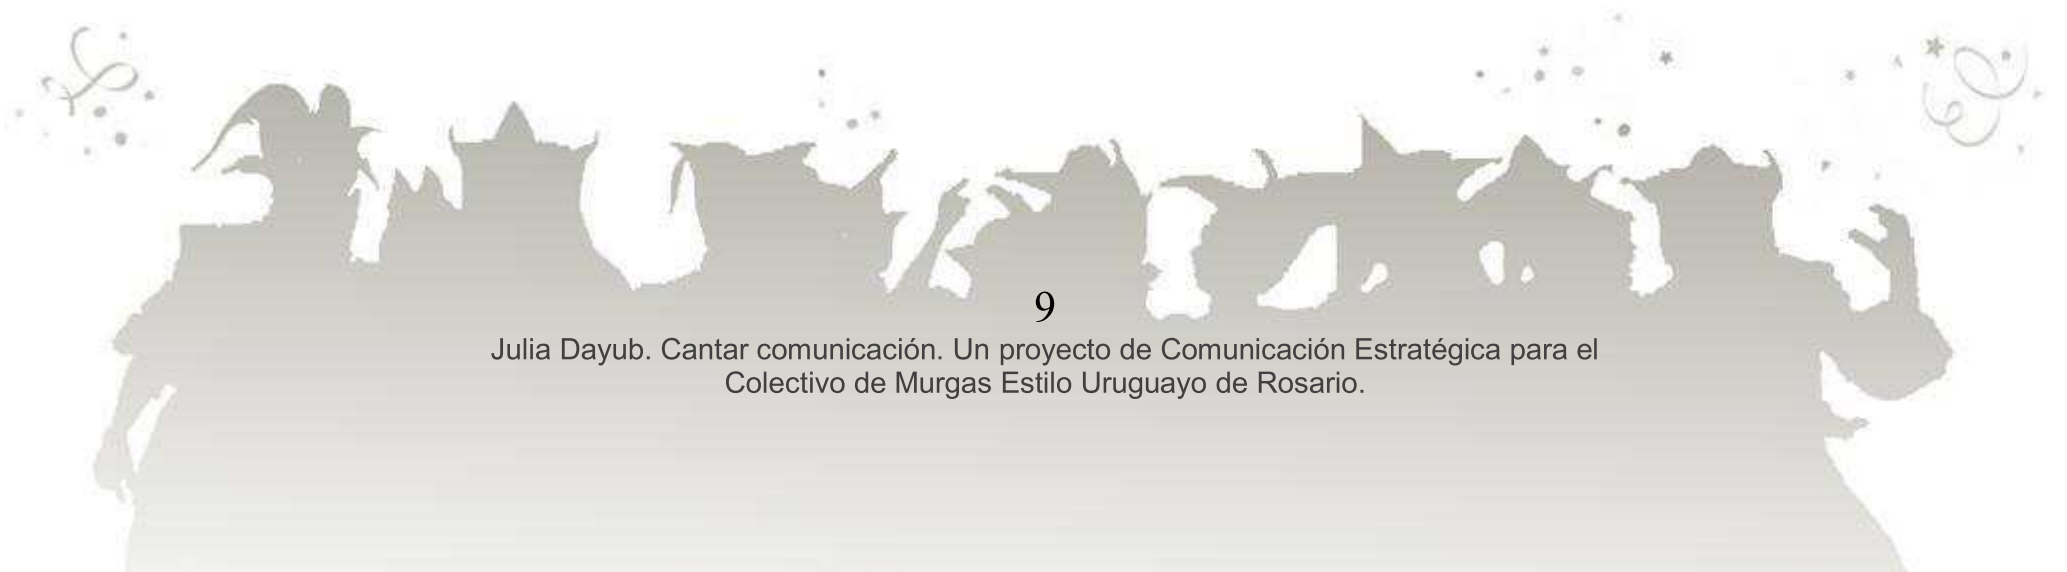 9
Julia Dayub. Cantar comunicación. Un proyecto de Comunicación Estratégica para el
Colectivo de Murgas Estilo Uruguayo de Rosario.